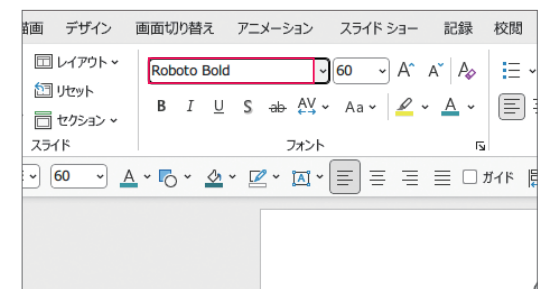 描画 デザイン 画面切り替え アニメーション スライド ショー 記録 校閲
レイアウト Roboto Bold 60 A^ A˅ A
リセット
B I U S ab AV Aa A
セクション
スライド フォント
60 A A ガイド